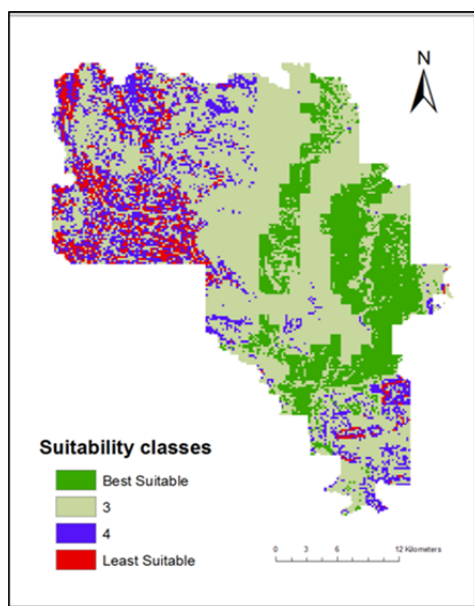 N
Suitability classes
Best Suitable
3
4
Least Suitable
0 3 6 12 Kilometers